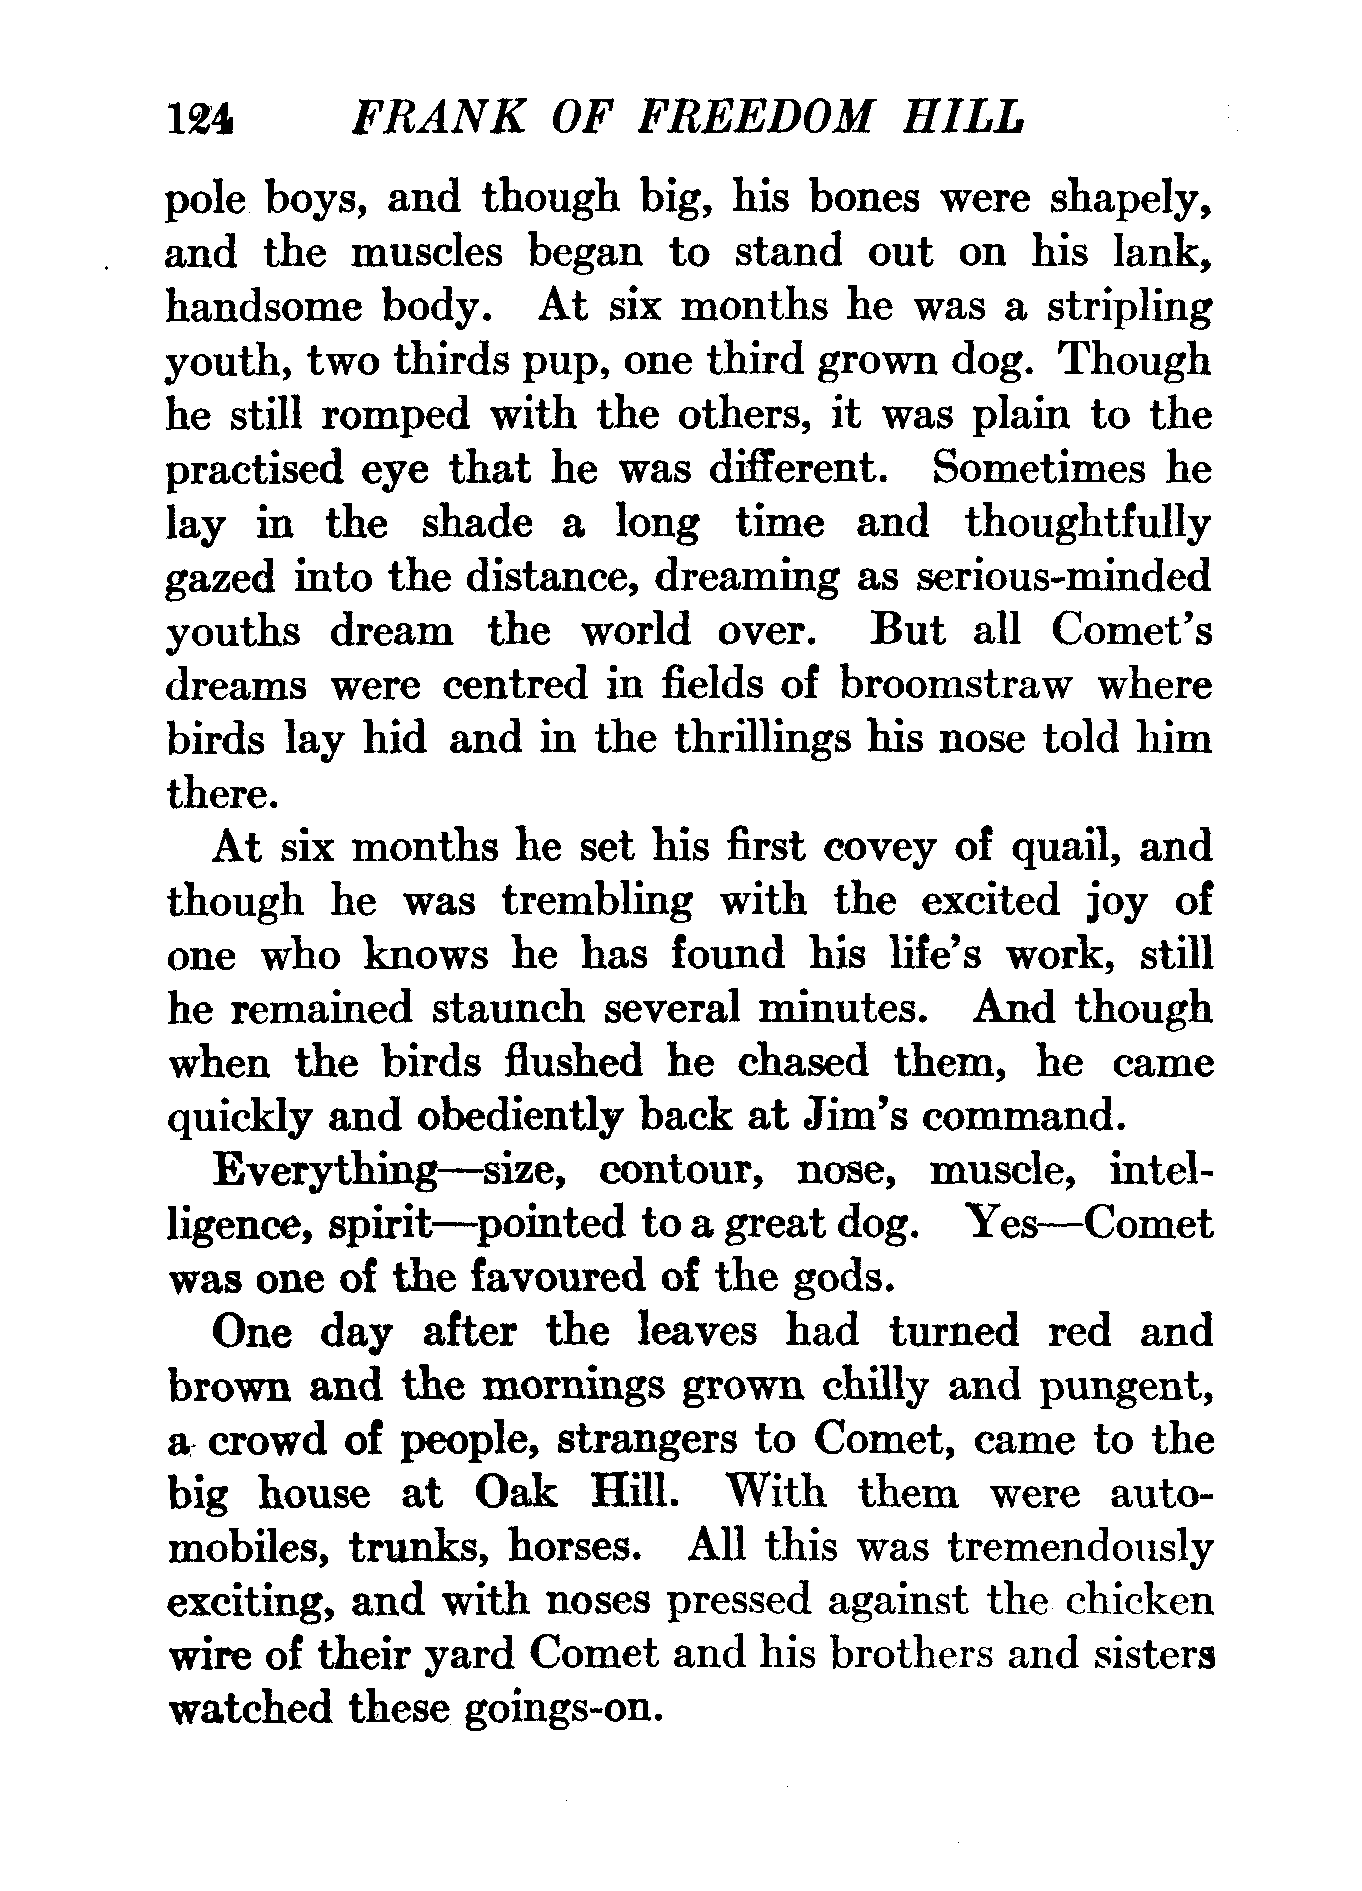 124 FRANK OF FREEDOM HILL
pole boys, and though big, his bones were shapely,
and the muscles began to stand out on his lank,
handsome body. At six months he was a stripling
youth, two thirds pup, one third grown dog. Though
he still romped with the others, it was plain to the
practised eye that he was different. Sometimes he
lay in the shade a long time and thoughtfully
gazed into the distance, dreaming as serious-minded
youths dream the world over. But all Comet's
dreams were centred in fields of broomstraw where
birds lay hid and in the thrillings his nose told him
there.
At six months he set his first covey of quail, and
though he was trembling with the excited joy of
one who knows he has found his life's work, still
he remained staunch several minutes. And though
when the birds flushed he chased them, he came
quickly and obediently back at Jim's command.
Everything—size, contour, nose, muscle, intel-
ligence, spirit—pointed to a great dog. Yes—Comet
was one of the favoured of the gods.
One day after the leaves had turned red and
brown and the mornings grown chilly and pungent,
a crowd of people, strangers to Comet, came to the
big house at Oak Hill. With them were auto-
mobiles, trunks, horses. All this was tremendously
exciting, and with noses pressed against the chicken
wire of their yard Comet and his brothers and sisters
watched these goings-on.